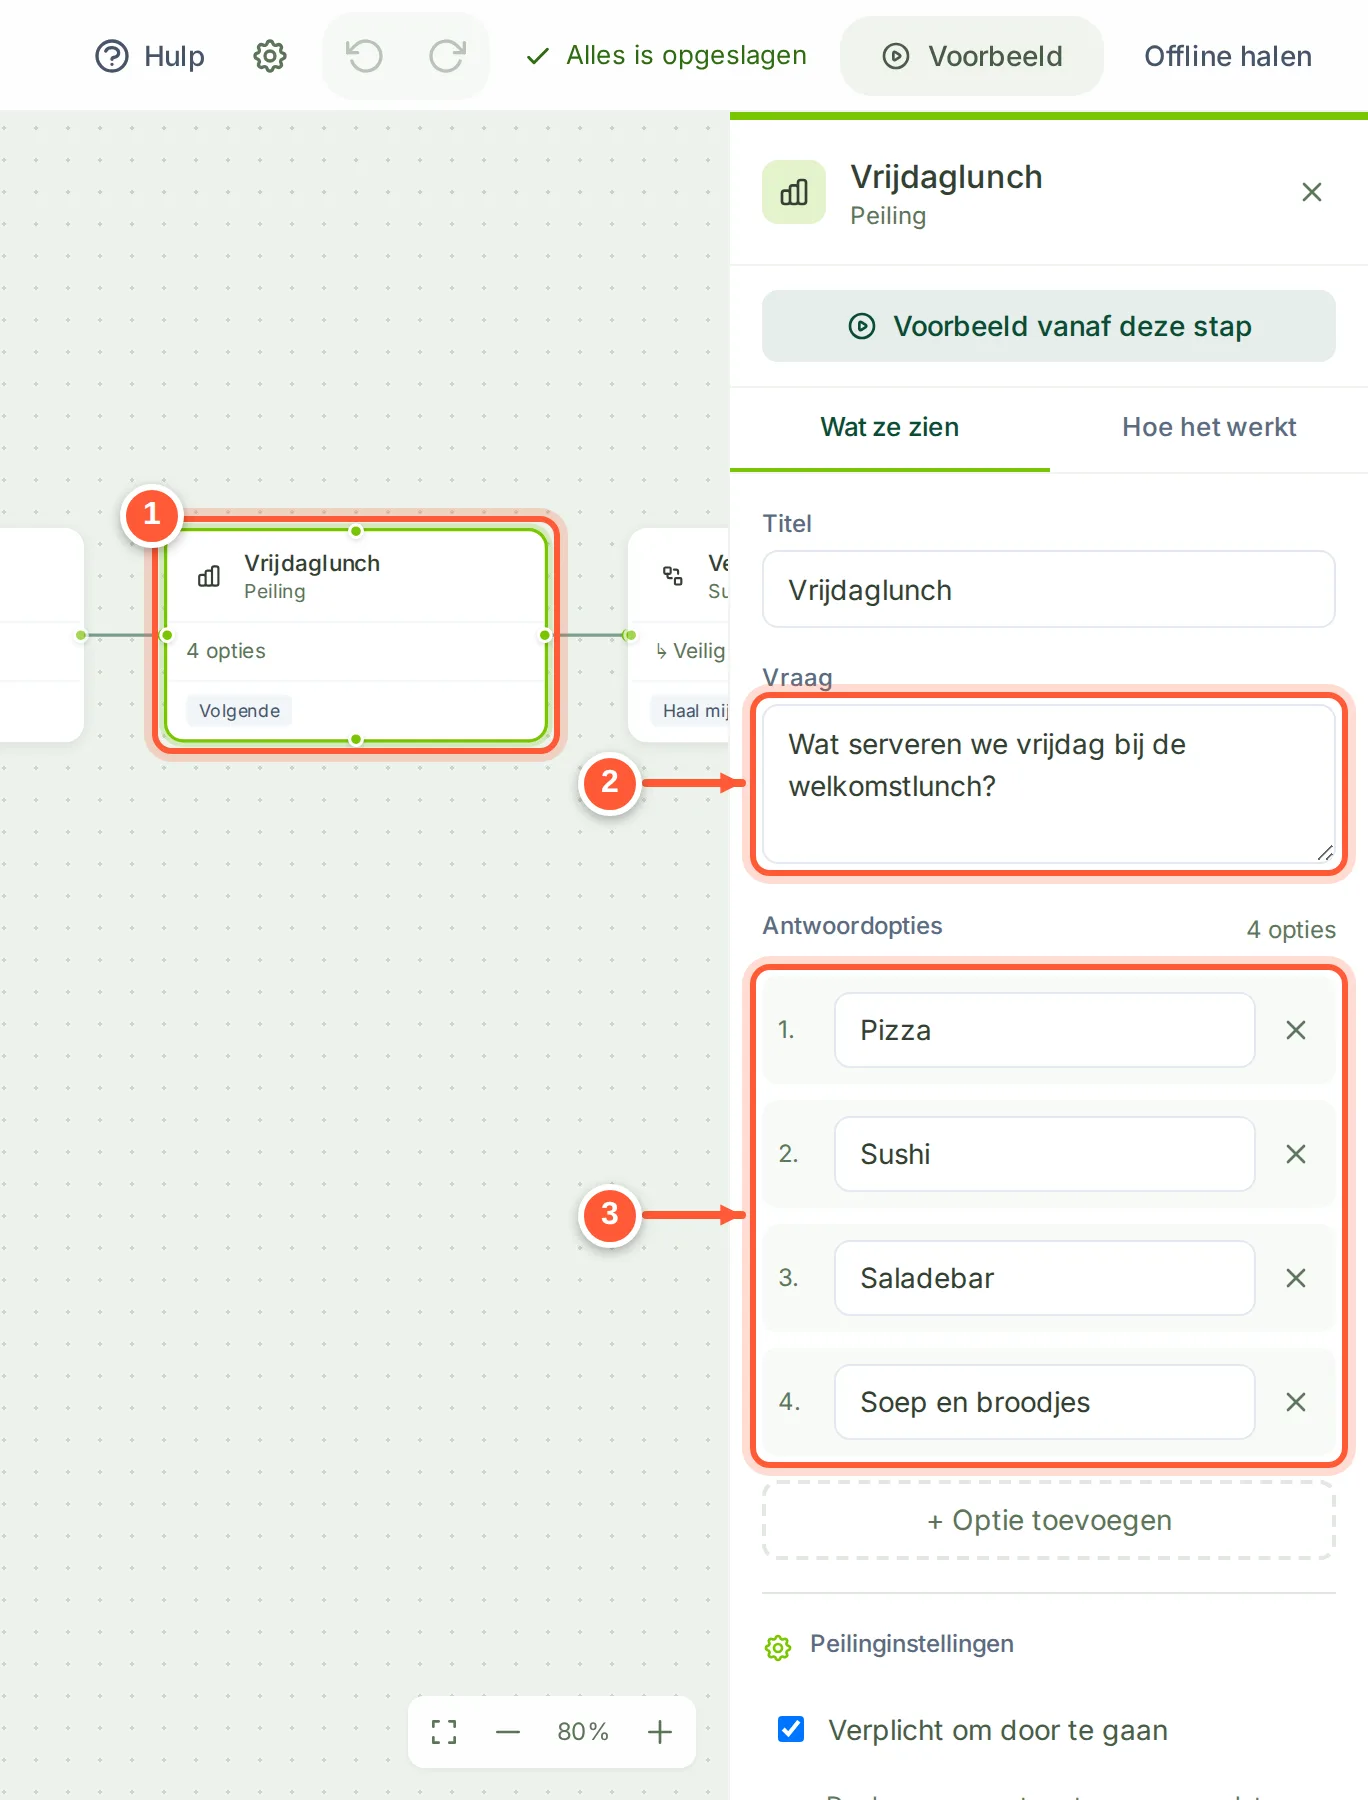 Hulp
Alles is opgeslagen
Voorbeeld
Offline halen
Vrijdaglunch
Peiling
Voorbeeld vanaf deze stap
Wat ze zien
Hoe het werkt
1
Vrijdaglunch
Peiling
4 opties
Volgende
Veilig
Haal
Titel
Vrijdaglunch
Vraag
2
Wat serveren we vrijdag bij de
welkomstlunch?
Antwoordopties
4 opties
3
1.
Pizza
2.
Sushi
3.
Saladebar
4.
Soep en broodjes
+ Optie toevoegen
Peilinginstellingen
Verplicht om door te gaan
80%